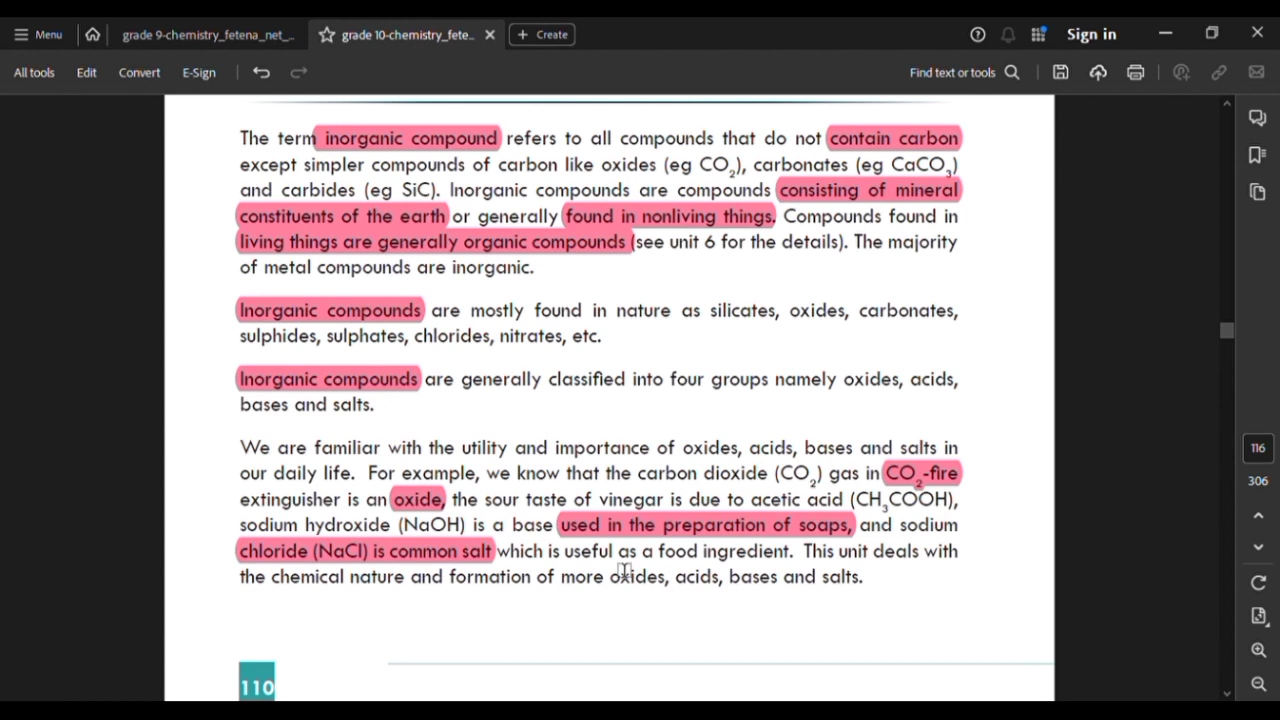 Menu grade 9-chemistry_fetena_net_... grade 10-chemistry_fete... + Create Sign in
All tools Edit Convert E-Sign Find text or tools
The term inorganic compound refers to all compounds that do not contain carbon
except simpler compounds of carbon like oxides (eg CO₂), carbonates (eg CaCO₃)
and carbides (eg SiC). Inorganic compounds are compounds consisting of mineral
constituents of the earth or generally found in nonliving things. Compounds found in
living things are generally organic compounds (see unit 6 for the details). The majority
of metal compounds are inorganic.
Inorganic compounds are mostly found in nature as silicates, oxides, carbonates,
sulphides, sulphates, chlorides, nitrates, etc.
Inorganic compounds are generally classified into four groups namely oxides, acids,
bases and salts.
We are familiar with the utility and importance of oxides, acids, bases and salts in
our daily life. For example, we know that the carbon dioxide (CO₂) gas in CO₂-fire
extinguisher is an oxide, the sour taste of vinegar is due to acetic acid (CH₃COOH),
sodium hydroxide (NaOH) is a base used in the preparation of soaps, and sodium
chloride (NaCl) is common salt which is useful as a food ingredient. This unit deals with
the chemical nature and formation of more oxides, acids, bases and salts.
110
116
306